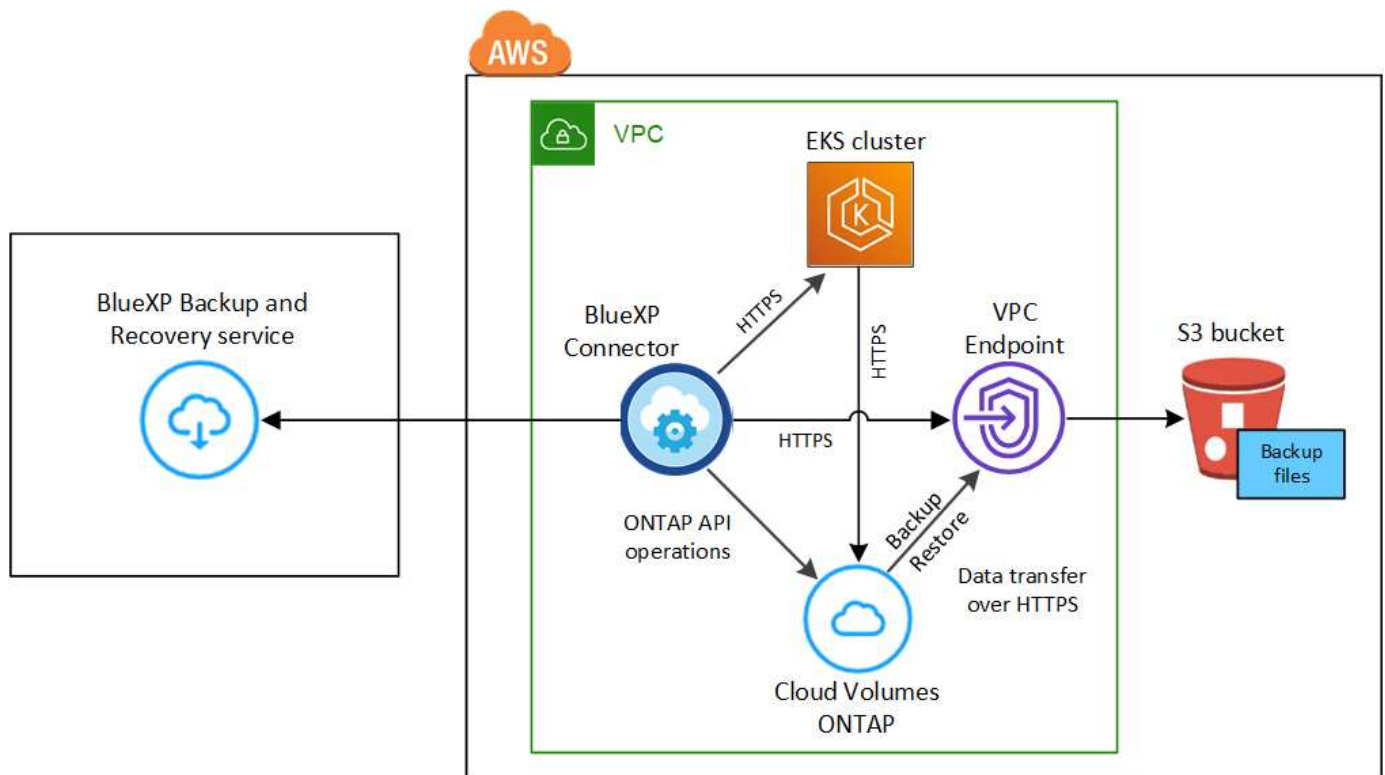 AWS
VPC
EKS cluster
K
BlueXP Backup and
Recovery service
BlueXP
Connector
HTTPS
HTTPS
VPC
Endpoint
S3 bucket
HTTPS
Backup
files
ONTAP API
operations
Backup
Restore
Data transfer
over HTTPS
Cloud Volumes
ONTAP